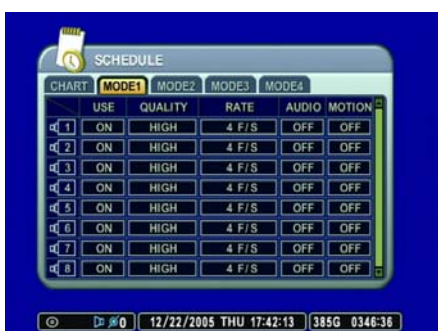 SCHEDULE
CHART MODE1 MODE2 MODE3 MODE4
USE QUALITY RATE AUDIO MOTION
1 ON HIGH 4 F/S OFF OFF
2 ON HIGH 4 F/S OFF OFF
3 ON HIGH 4 F/S OFF OFF
4 ON HIGH 4 F/S OFF OFF
5 ON HIGH 4 F/S OFF OFF
6 ON HIGH 4 F/S OFF OFF
7 ON HIGH 4 F/S OFF OFF
8 ON HIGH 4 F/S OFF OFF
0 12/22/2005 THU 17:42:13 385G 0346:36